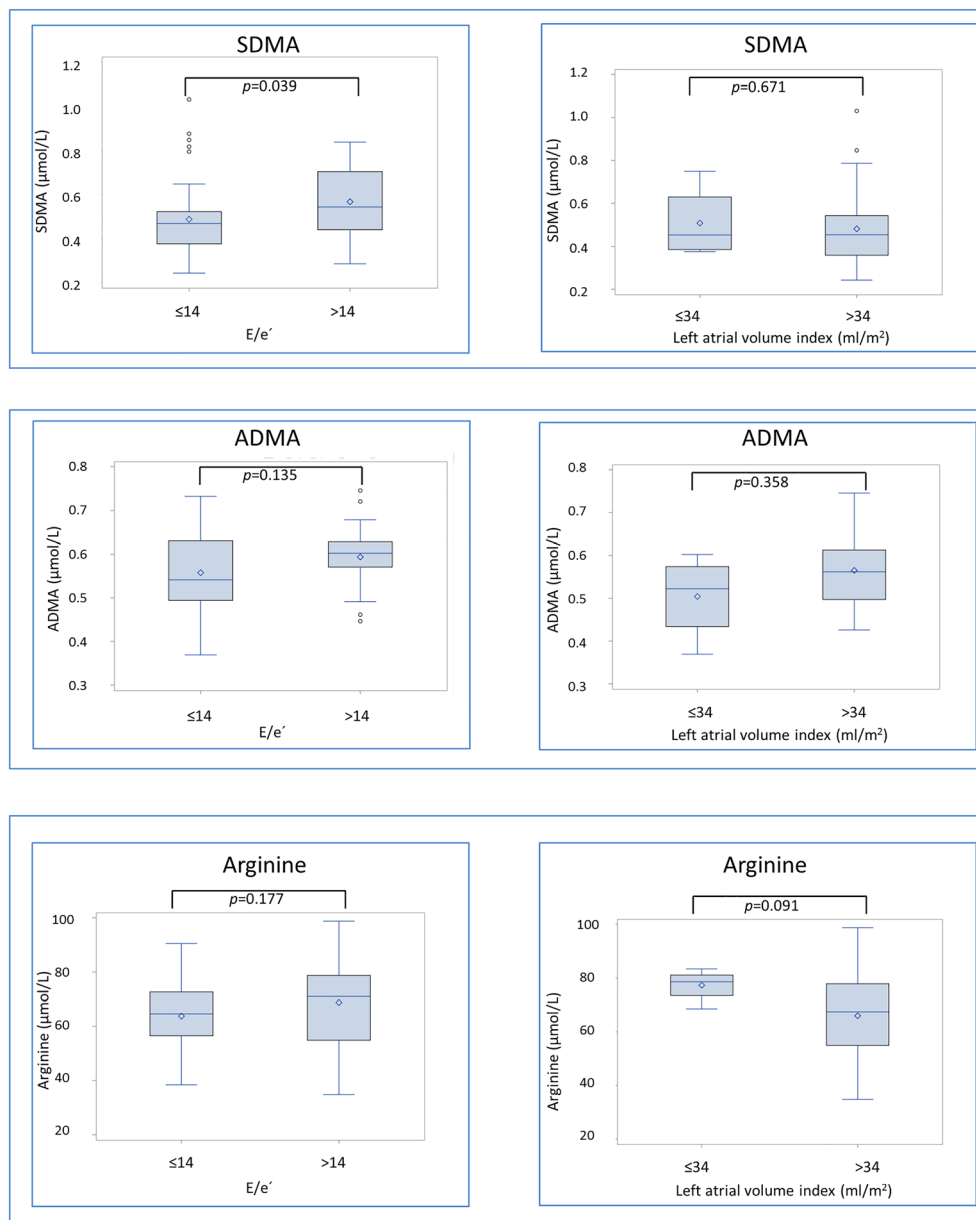 SDMA
p=0.039
1.2
1.0
0.8
0.6
0.4
0.2
SDMA (µmol/L)
≤14
>14
E/e´
SDMA
p=0.671
1.2
1.0
0.8
0.6
0.4
0.2
SDMA (µmol/L)
≤34
>34
Left atrial volume index (ml/m²)
ADMA
p=0.135
0.8
0.7
0.6
0.5
0.4
0.3
ADMA (µmol/L)
≤14
>14
E/e´
ADMA
p=0.358
0.8
0.7
0.6
0.5
0.4
0.3
ADMA (µmol/L)
≤34
>34
Left atrial volume index (ml/m²)
Arginine
p=0.177
100
80
60
40
20
Arginine (µmol/L)
≤14
>14
E/e´
Arginine
p=0.091
100
80
60
40
20
Arginine (µmol/L)
≤34
>34
Left atrial volume index (ml/m²)